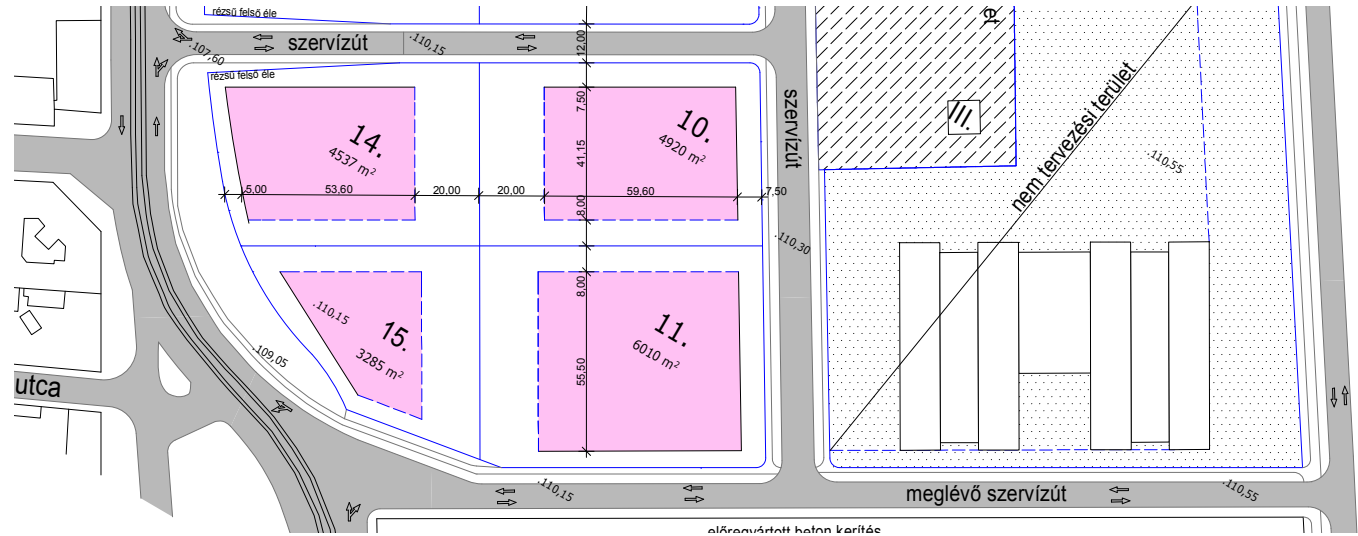 rézsű felső éle
et
szervízút
.110,15
12,00
.107,60
rézsű felső éle
7,50
szervízút
14.
4537 m²
10.
4920 m²
41,15
nem tervezési terület
.110,55
5,00
53,60
20,00
20,00
59,60
7,50
8,00
.110,30
8,00
.110,15
15.
3285 m²
11.
6010 m²
.109,05
55,50
utca
.110,15
meglévő szervízút
.110,55
előregyártott beton kerítés